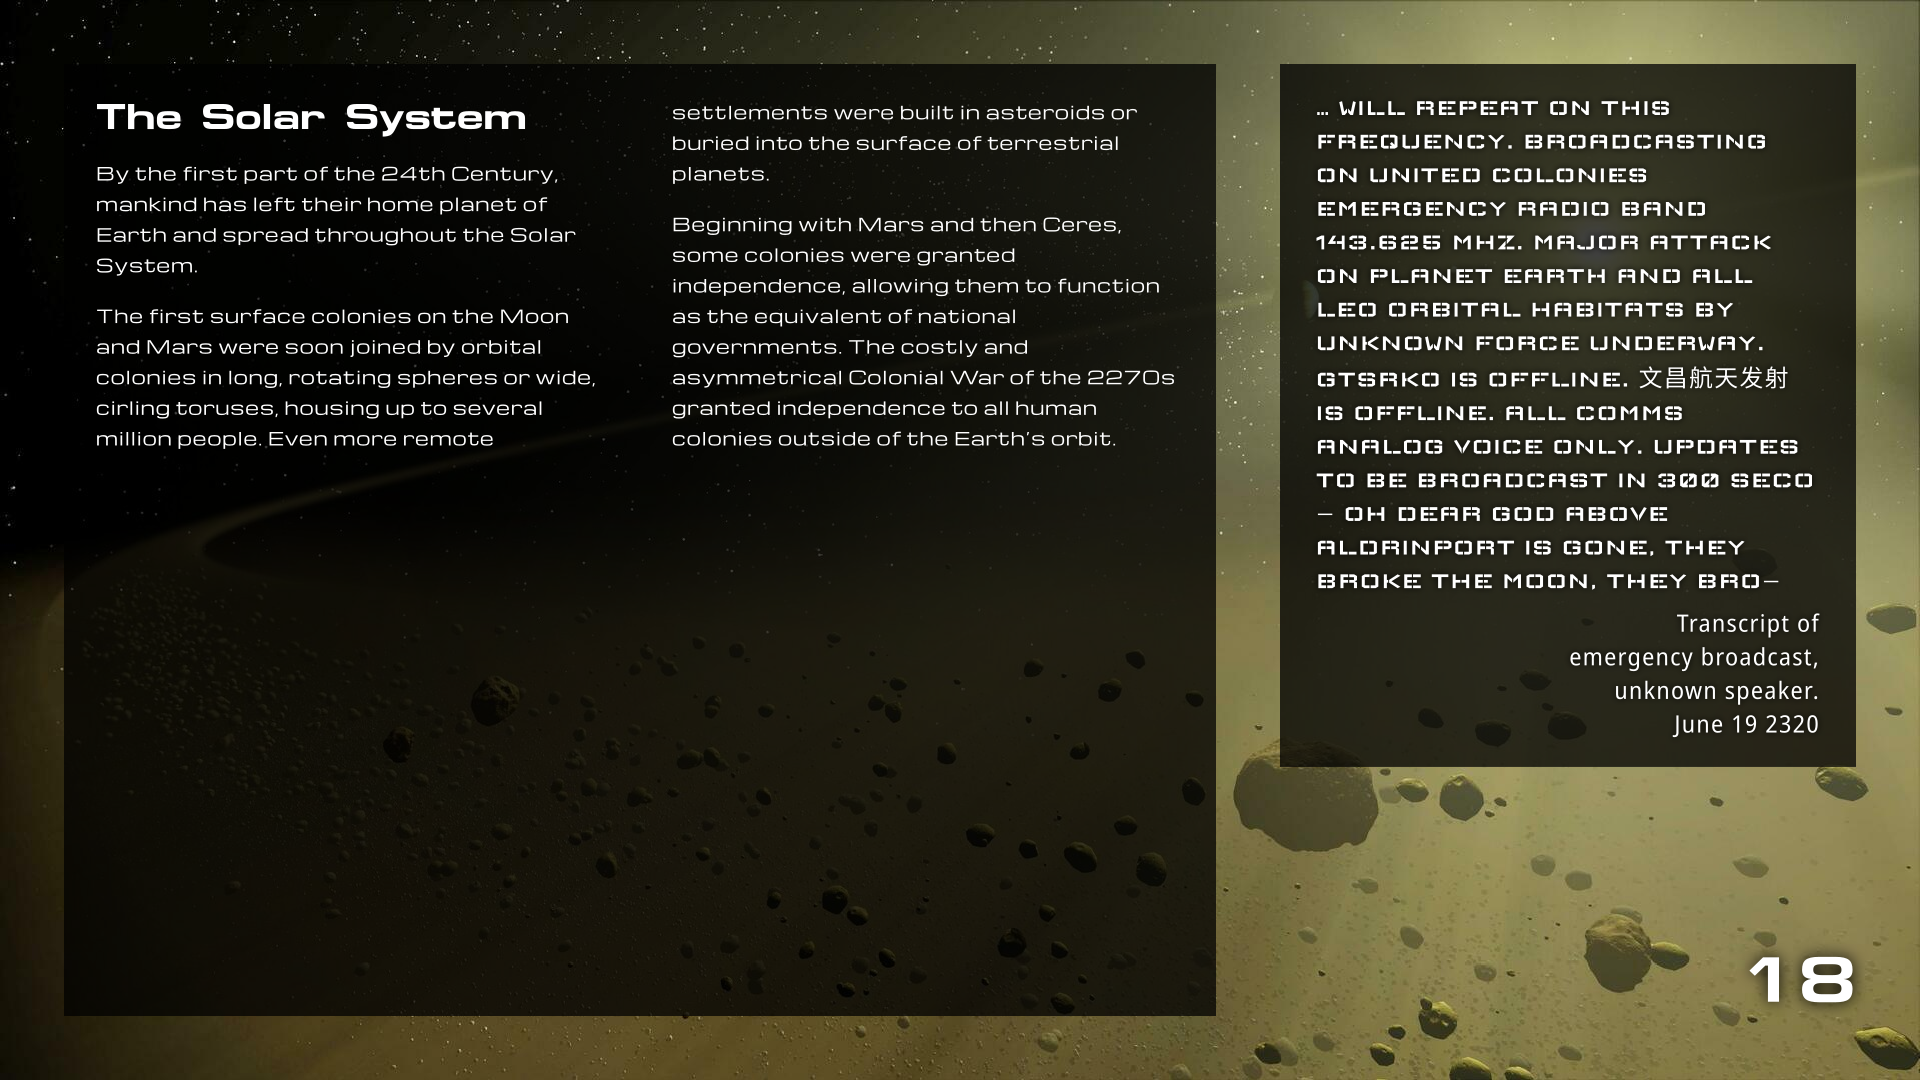 The Solar System
By the first part of the 24th Century,
mankind has left their home planet of
Earth and spread throughout the Solar
System.
The first surface colonies on the Moon
and Mars were soon joined by orbital
colonies in long, rotating spheres or wide,
cirling toruses, housing up to several
million people. Even more remote
settlements were built in asteroids or
buried into the surface of terrestrial
planets.
Beginning with Mars and then Ceres,
some colonies were granted
independence, allowing them to function
as the equivalent of national
governments. The costly and
asymmetrical Colonial War of the 2270s
granted independence to all human
colonies outside of the Earth's orbit.
… WILL REPEAT ON THIS
FREQUENCY. BROADCASTING
ON UNITED COLONIES
EMERGENCY RADIO BAND
143.625 MHZ. MAJOR ATTACK
ON PLANET EARTH AND ALL
LEO ORBITAL HABITATS BY
UNKNOWN FORCE UNDERWAY.
GTSRKO IS OFFLINE. 文昌航天发射
IS OFFLINE. ALL COMMS
ANALOG VOICE ONLY. UPDATES
TO BE BROADCAST IN 300 SECO
– OH DEAR GOD ABOVE
ALDRINPORT IS GONE, THEY
BROKE THE MOON, THEY BRO–
Transcript of
emergency broadcast,
unknown speaker.
June 19 2320
18